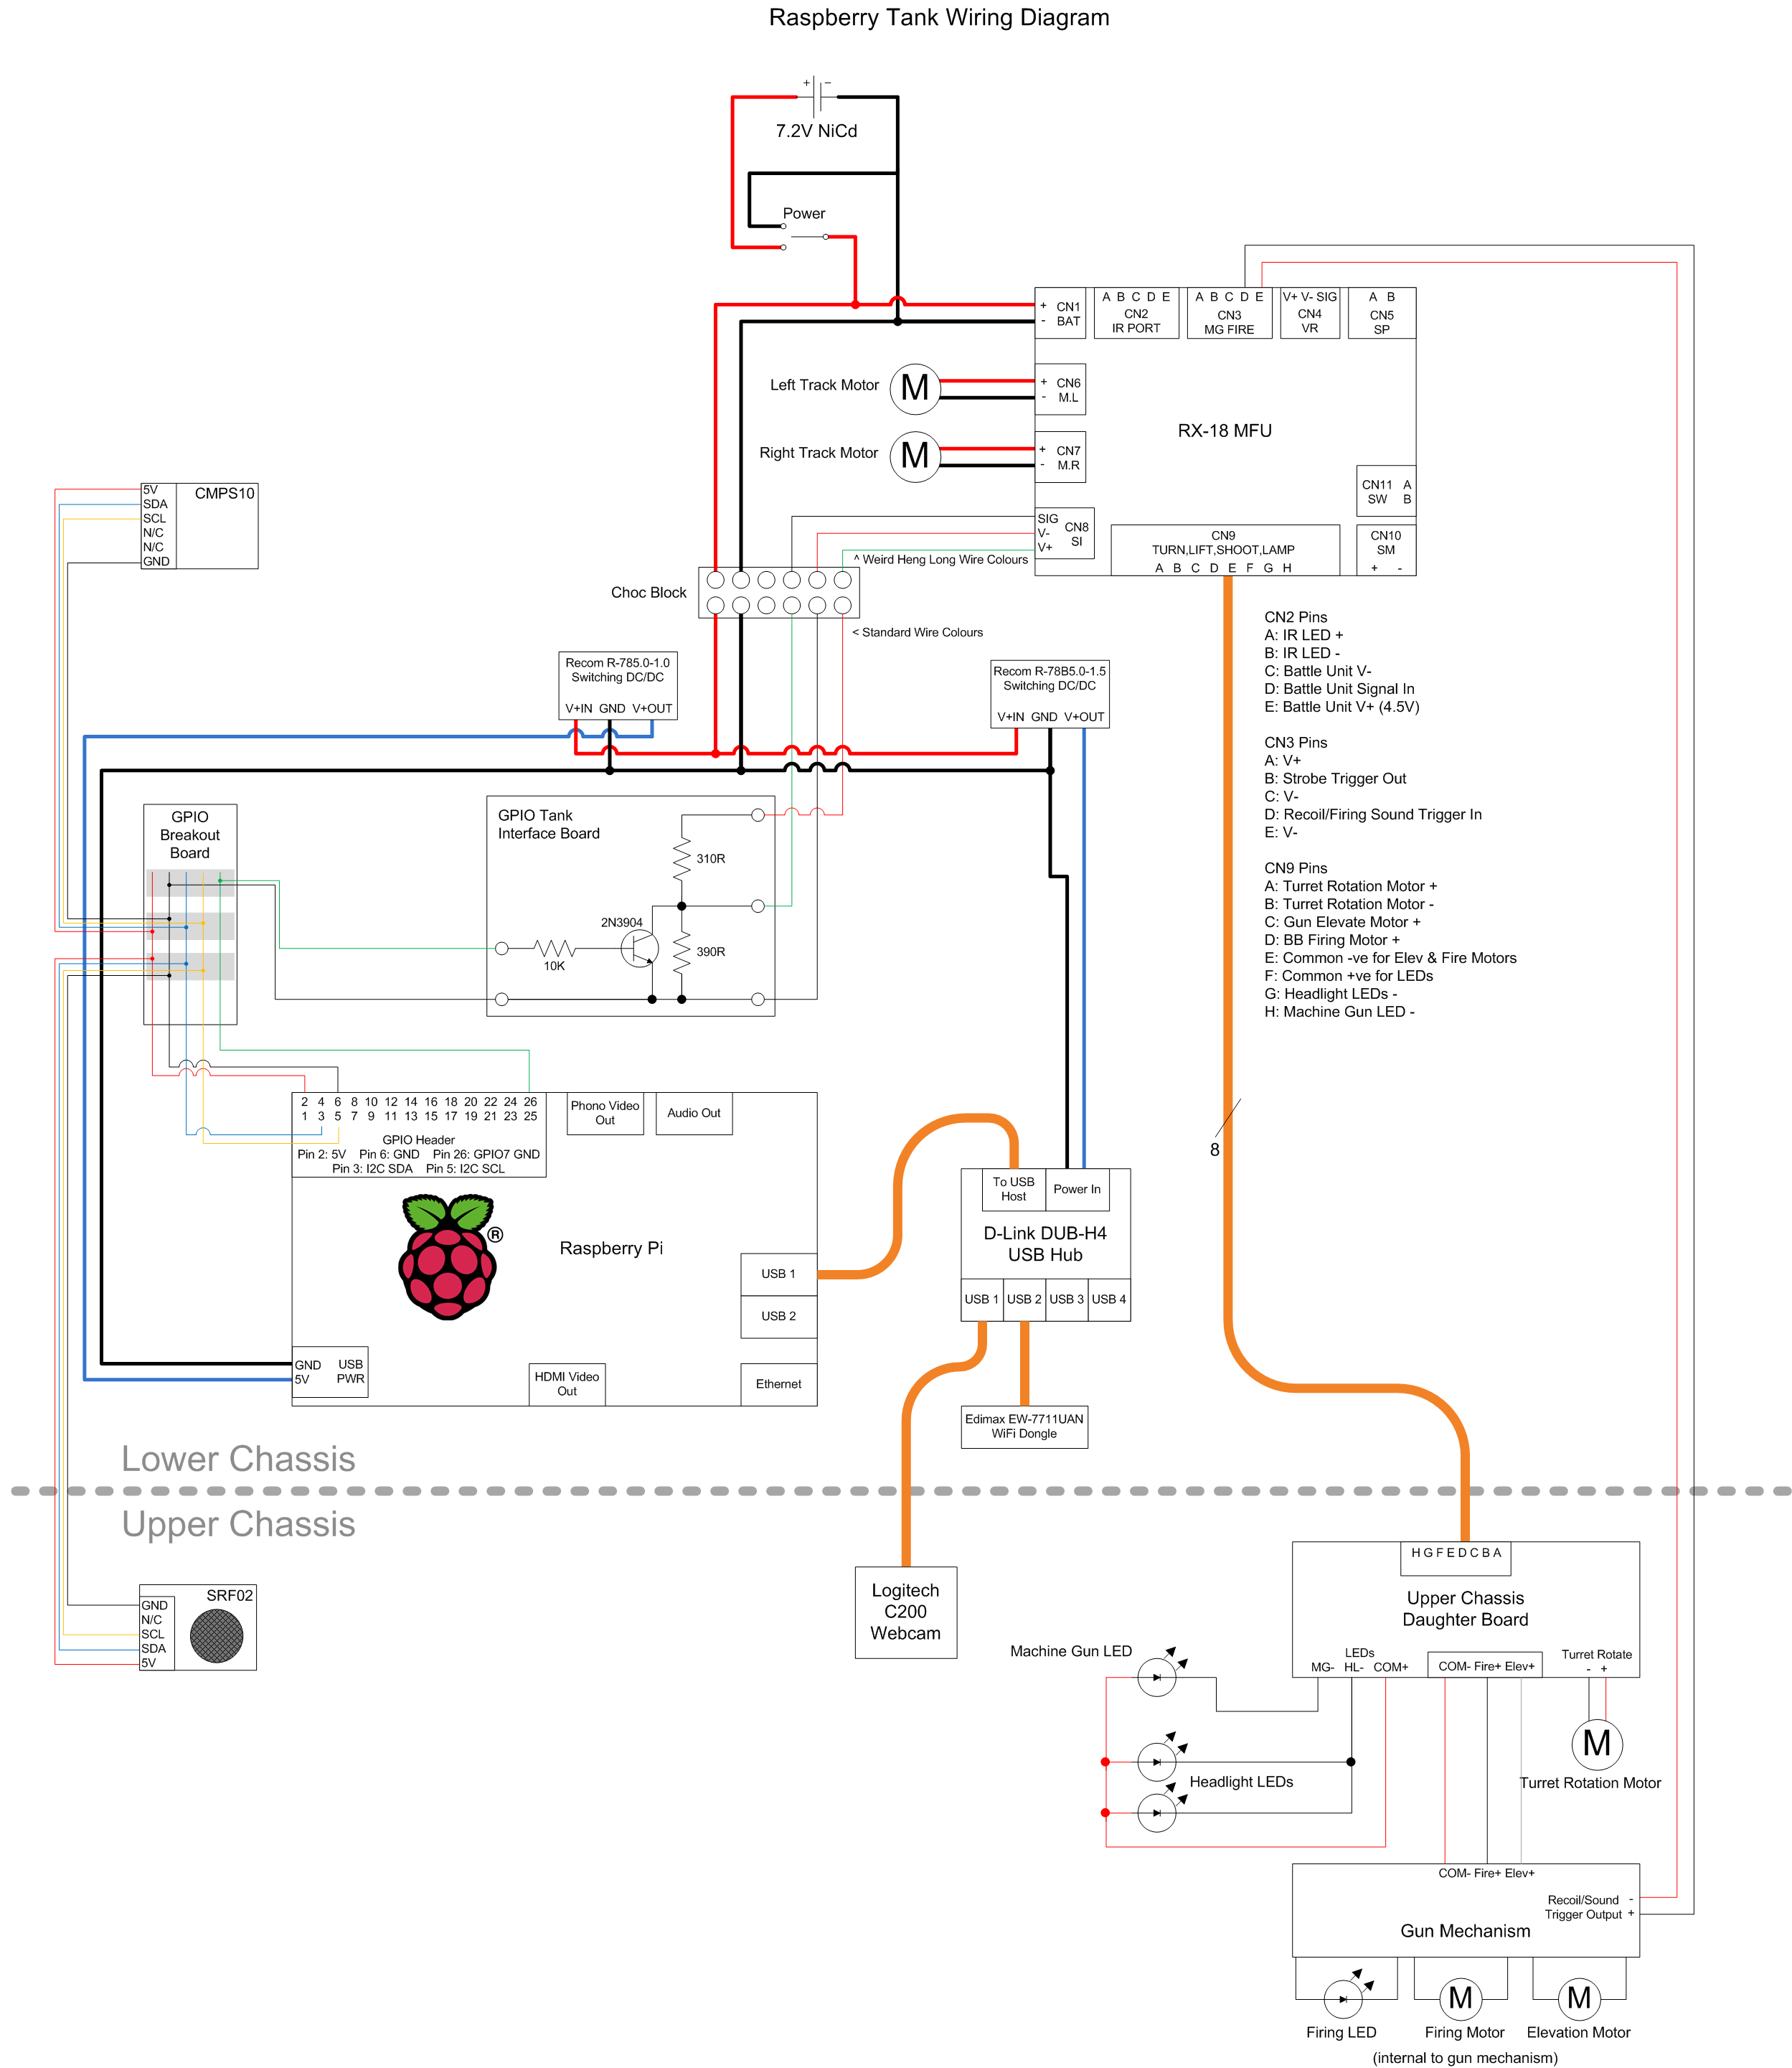 Raspberry Tank Wiring Diagram
+ −
7.2V NiCd
Power
+ CN1
- BAT
A B C D E
CN2
IR PORT
A B C D E
CN3
MG FIRE
V+ V- SIG
CN4
VR
A B
CN5
SP
Left Track Motor
M
+ CN6
- M.L
Right Track Motor
M
+ CN7
- M.R
RX-18 MFU
CN11 A
SW B
SIG
V-
V+
CN8
SI
CN9
TURN,LIFT,SHOOT,LAMP
A B C D E F G H
CN10
SM
+ -
^ Weird Heng Long Wire Colours
Choc Block
< Standard Wire Colours
CMPS10
5V
SDA
SCL
N/C
N/C
GND
Recom R-785.0-1.0
Switching DC/DC
V+IN GND V+OUT
Recom R-78B5.0-1.5
Switching DC/DC
V+IN GND V+OUT
CN2 Pins
A: IR LED +
B: IR LED -
C: Battle Unit V-
D: Battle Unit Signal In
E: Battle Unit V+ (4.5V)
CN3 Pins
A: V+
B: Strobe Trigger Out
C: V-
D: Recoil/Firing Sound Trigger In
E: V-
CN9 Pins
A: Turret Rotation Motor +
B: Turret Rotation Motor -
C: Gun Elevate Motor +
D: BB Firing Motor +
E: Common -ve for Elev & Fire Motors
F: Common +ve for LEDs
G: Headlight LEDs -
H: Machine Gun LED -
GPIO
Breakout
Board
GPIO Tank
Interface Board
310R
2N3904
10K
390R
2 4 6 8 10 12 14 16 18 20 22 24 26
1 3 5 7 9 11 13 15 17 19 21 23 25
GPIO Header
Pin 2: 5V Pin 6: GND Pin 26: GPIO7 GND
Pin 3: I2C SDA Pin 5: I2C SCL
Phono Video
Out
Audio Out
®
Raspberry Pi
USB 1
USB 2
GND USB
5V PWR
HDMI Video
Out
Ethernet
To USB
Host
Power In
D-Link DUB-H4
USB Hub
USB 1 USB 2 USB 3 USB 4
Edimax EW-7711UAN
WiFi Dongle
8
Lower Chassis
Upper Chassis
SRF02
GND
N/C
SCL
SDA
5V
Logitech
C200
Webcam
H G F E D C B A
Upper Chassis
Daughter Board
LEDs
MG- HL- COM+
COM- Fire+ Elev+
Turret Rotate
- +
M
Turret Rotation Motor
Machine Gun LED
Headlight LEDs
COM- Fire+ Elev+
Recoil/Sound -
Trigger Output +
Gun Mechanism
M
M
Firing LED
Firing Motor
Elevation Motor
(internal to gun mechanism)